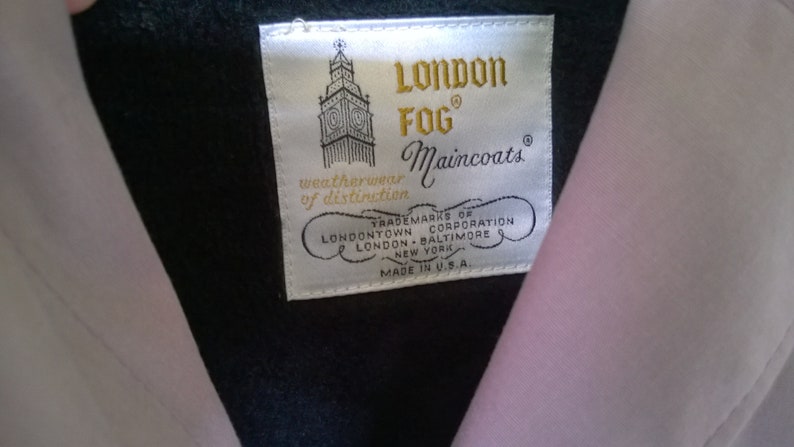 LONDON
FOG®
Maincoats®
weatherwear
of distinction
TRADEMARKS OF
LONDONTOWN CORPORATION
LONDON - BALTIMORE
NEW YORK
MADE IN U.S.A.